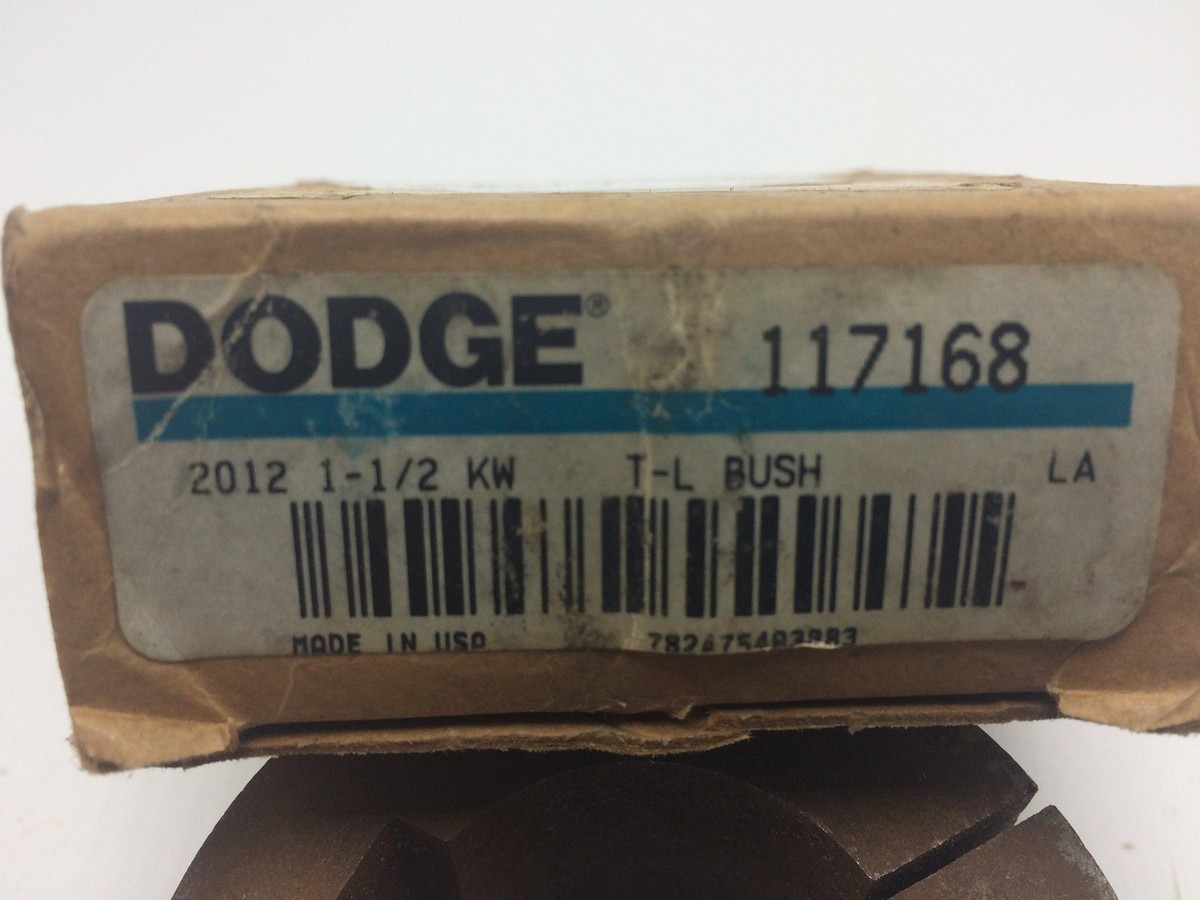 DODGE® 117168
2012 1-1/2 KW T-L BUSH LA
MADE IN USA